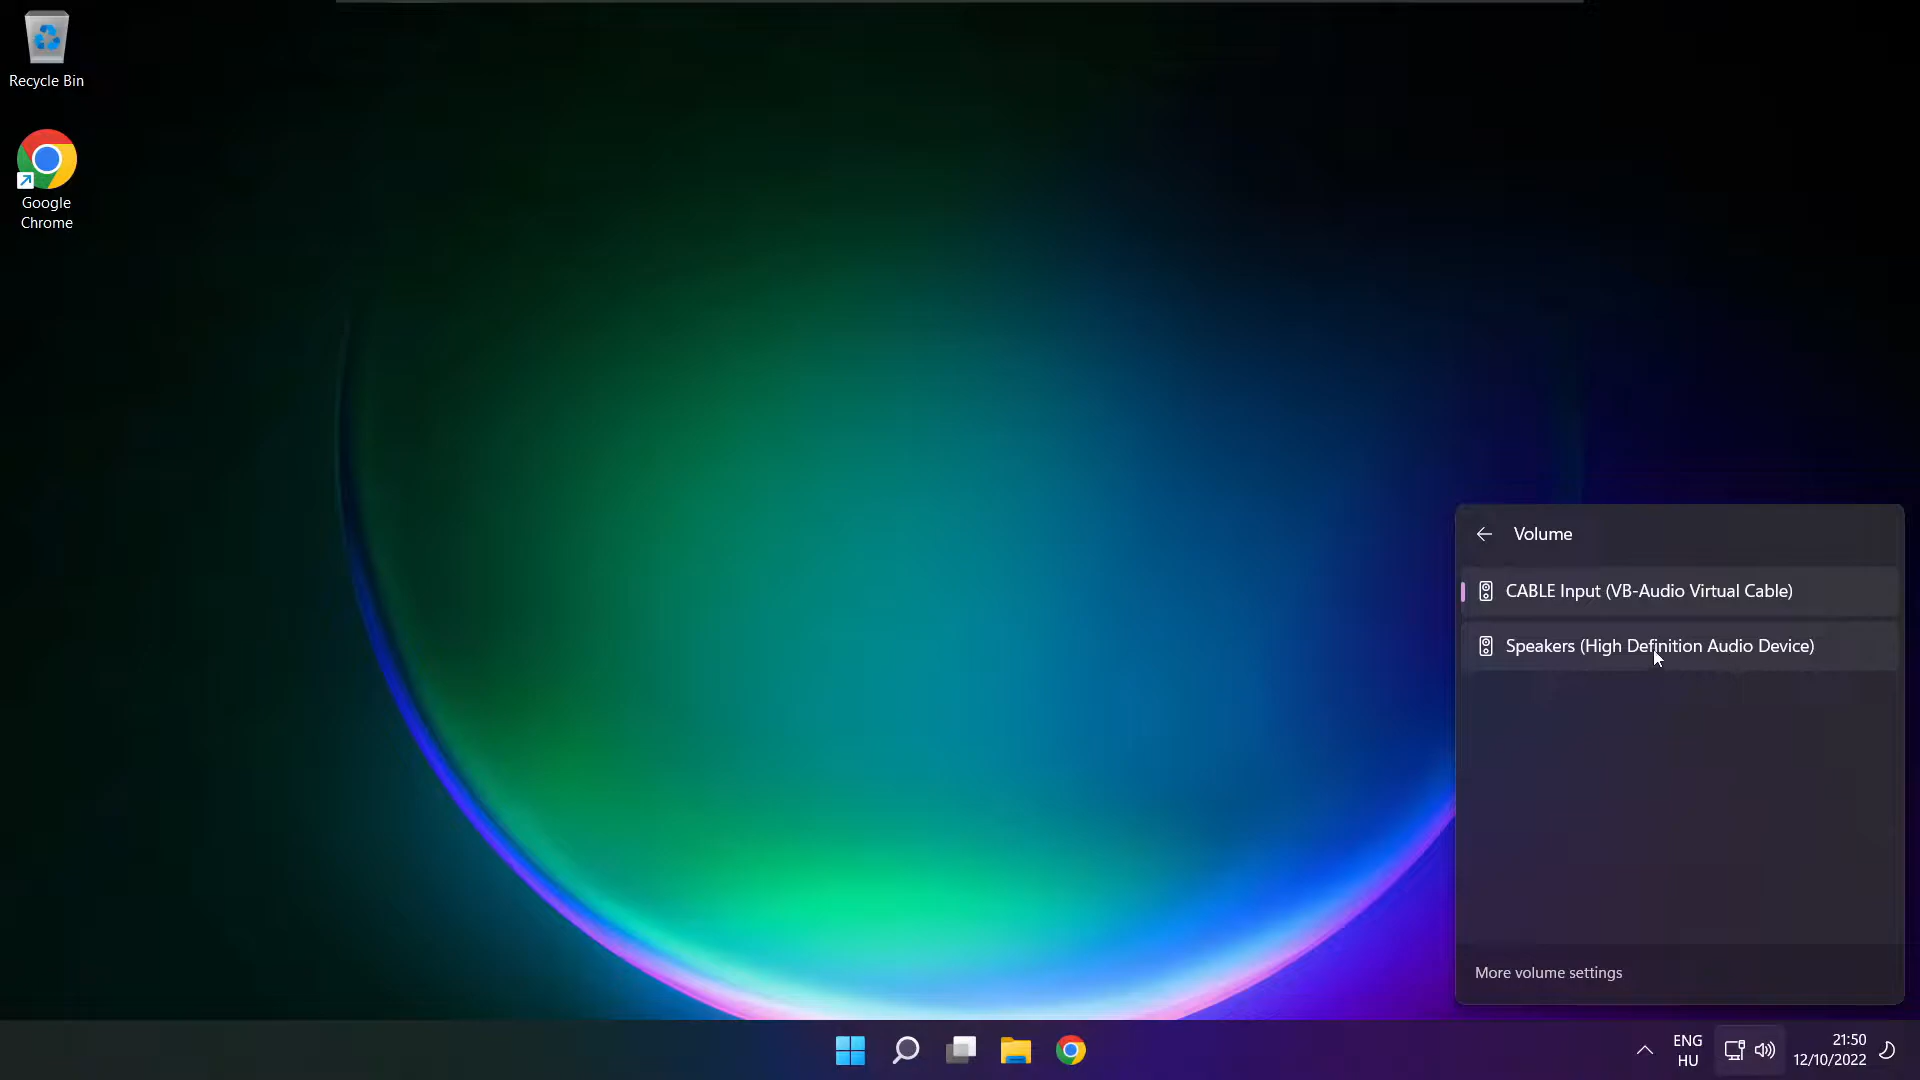 Recycle Bin
Google
Chrome
Volume
CABLE Input (VB-Audio Virtual Cable)
Speakers (High Definition Audio Device)
More volume settings
ENG
HU
21:50
12/10/2022